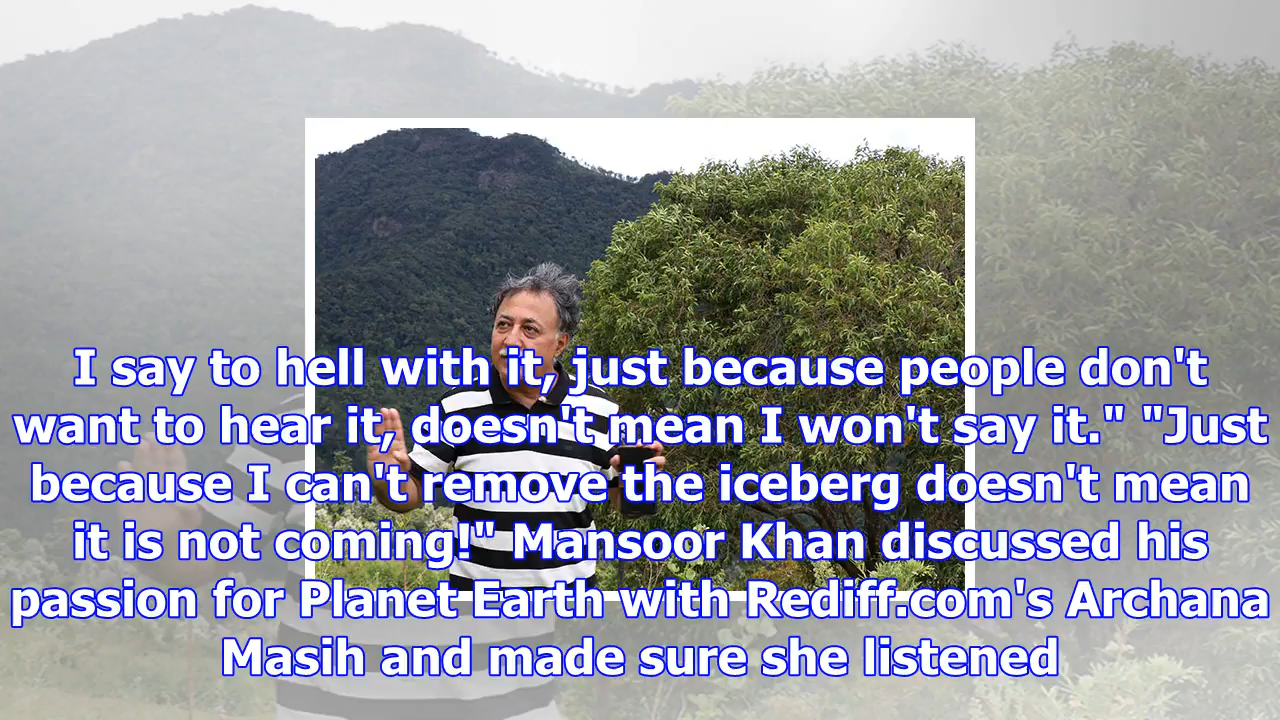 I say to hell with it, just because people don't
want to hear it, doesn't mean I won't say it." "Just
because I can't remove the iceberg doesn't mean
it is not coming!" Mansoor Khan discussed his
passion for Planet Earth with Rediff.com's Archana
Masih and made sure she listened